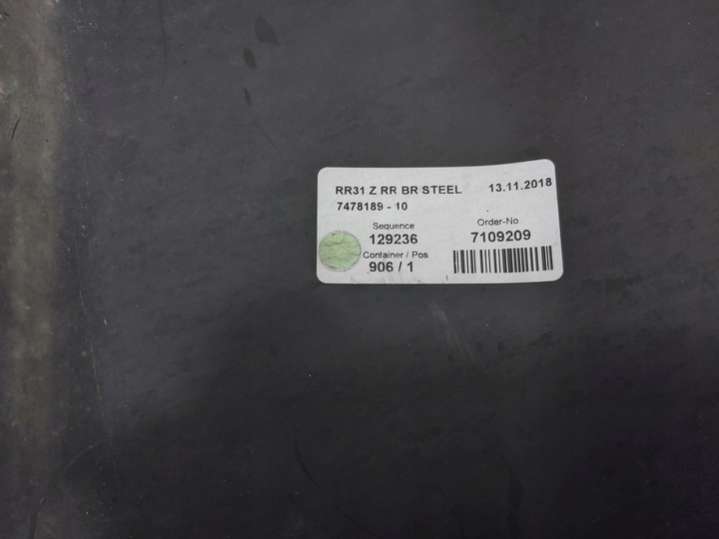 RR31 Z RR BR STEEL 13.11.2018
7478189 - 10
Sequence Order-No
129236 7109209
Container / Pos
906 / 1